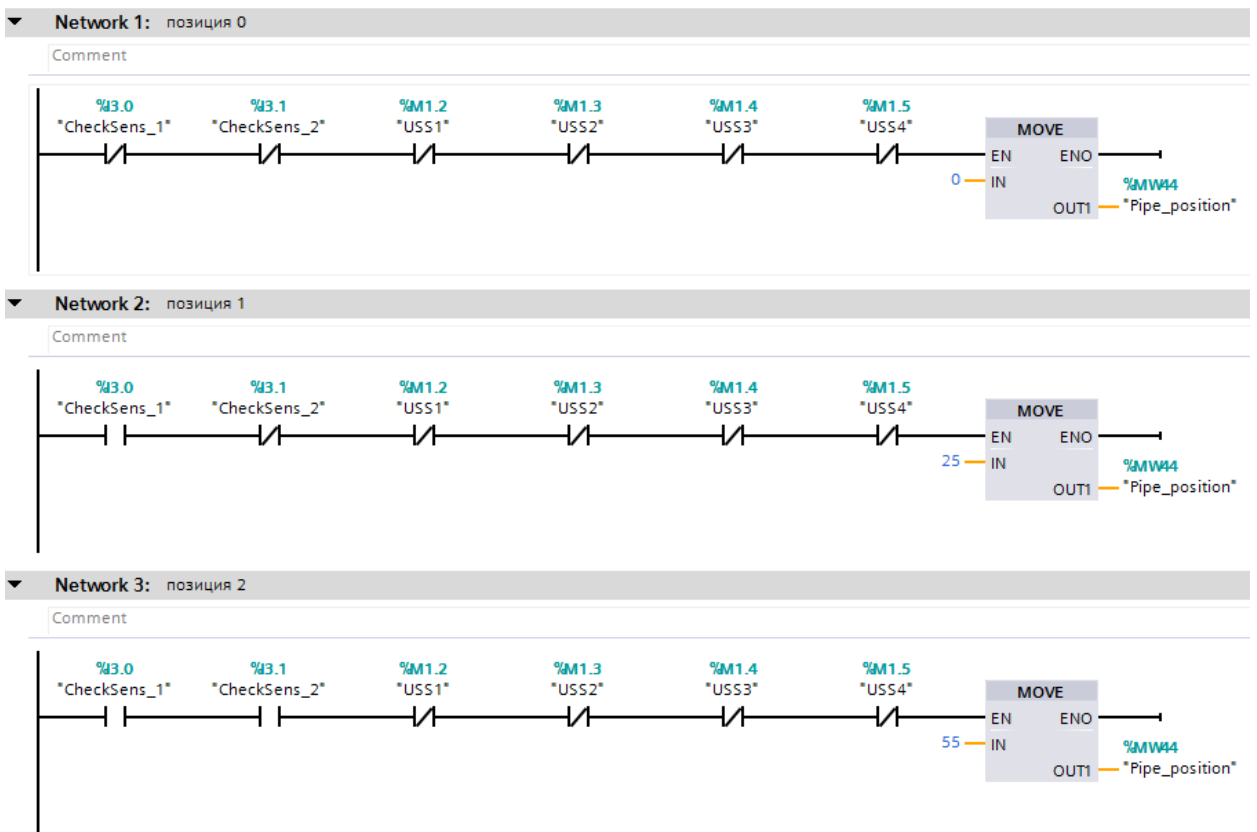 Network 1: позиция 0
Comment
%I3.0 %I3.1 %M1.2 %M1.3 %M1.4 %M1.5
"CheckSens_1" "CheckSens_2" "USS1" "USS2" "USS3" "USS4"
MOVE
EN ENO
0 IN %MW44
OUT1 "Pipe_position"
Network 2: позиция 1
Comment
%I3.0 %I3.1 %M1.2 %M1.3 %M1.4 %M1.5
"CheckSens_1" "CheckSens_2" "USS1" "USS2" "USS3" "USS4"
MOVE
EN ENO
25 IN %MW44
OUT1 "Pipe_position"
Network 3: позиция 2
Comment
%I3.0 %I3.1 %M1.2 %M1.3 %M1.4 %M1.5
"CheckSens_1" "CheckSens_2" "USS1" "USS2" "USS3" "USS4"
MOVE
EN ENO
55 IN %MW44
OUT1 "Pipe_position"